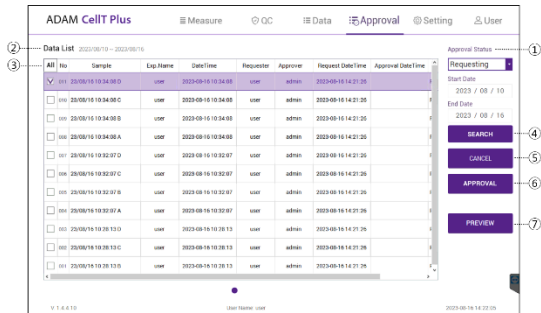 ADAM CellT Plus
Measure
QC
Data
Approval
Setting
User
② Data List 2023/08/10 ~ 2023/08/16
Approval Status ①
③ All No Sample Exp.Name DateTime Requester Approver Request DateTime Approval DateTime
Requesting
011 23/08/16 10:34:08 D user 2023-08-16 10:34:08 user admin 2023-08-16 14:21:26 F
Start Date
2023 / 08 / 10
010 23/08/16 10:34:08 C user 2023-08-16 10:34:08 user admin 2023-08-16 14:21:26 F
End Date
2023 / 08 / 16
009 23/08/16 10:34:08 B user 2023-08-16 10:34:08 user admin 2023-08-16 14:21:26 F
SEARCH ④
008 23/08/16 10:34:08 A user 2023-08-16 10:34:08 user admin 2023-08-16 14:21:26 F
007 23/08/16 10:32:07 D user 2023-08-16 10:32:07 user admin 2023-08-16 14:21:26 F
CANCEL ⑤
006 23/08/16 10:32:07 C user 2023-08-16 10:32:07 user admin 2023-08-16 14:21:26 F
APPROVAL ⑥
005 23/08/16 10:32:07 B user 2023-08-16 10:32:07 user admin 2023-08-16 14:21:26 F
004 23/08/16 10:32:07 A user 2023-08-16 10:32:07 user admin 2023-08-16 14:21:26 F
PREVIEW ⑦
003 23/08/16 10:28:13 D user 2023-08-16 10:28:13 user admin 2023-08-16 14:21:26 F
002 23/08/16 10:28:13 C user 2023-08-16 10:28:13 user admin 2023-08-16 14:21:26 F
001 23/08/16 10:28:13 B user 2023-08-16 10:28:13 user admin 2023-08-16 14:21:26 F
User Name: user
2023-08-16 14:22:05